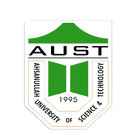 AUST
1995
AHSANULLAH UNIVERSITY OF SCIENCE & TECHNOLOGY